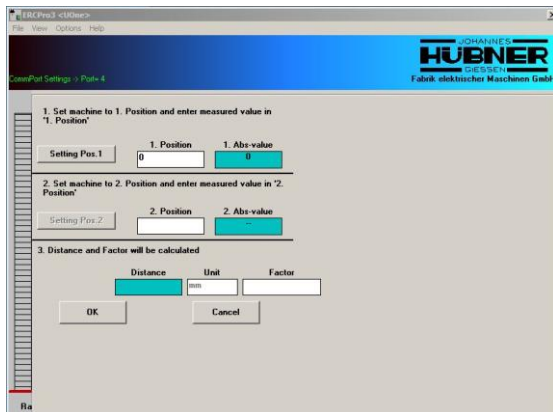 ERCPro3 <UOne>
File View Options Help
JOHANNES
HÜBNER
GIESSEN
CommPort Settings -> Port= 4
Fabrik elektrischer Maschinen GmbH
1. Set machine to 1. Position and enter measured value in
'1. Position'
1. Position 1. Abs-value
Setting Pos.1 0 0
2. Set machine to 2. Position and enter measured value in '2.
Position'
2. Position 2. Abs-value
Setting Pos.2 --
3. Distance and Factor will be calculated
Distance Unit Factor
mm
OK Cancel
Ra